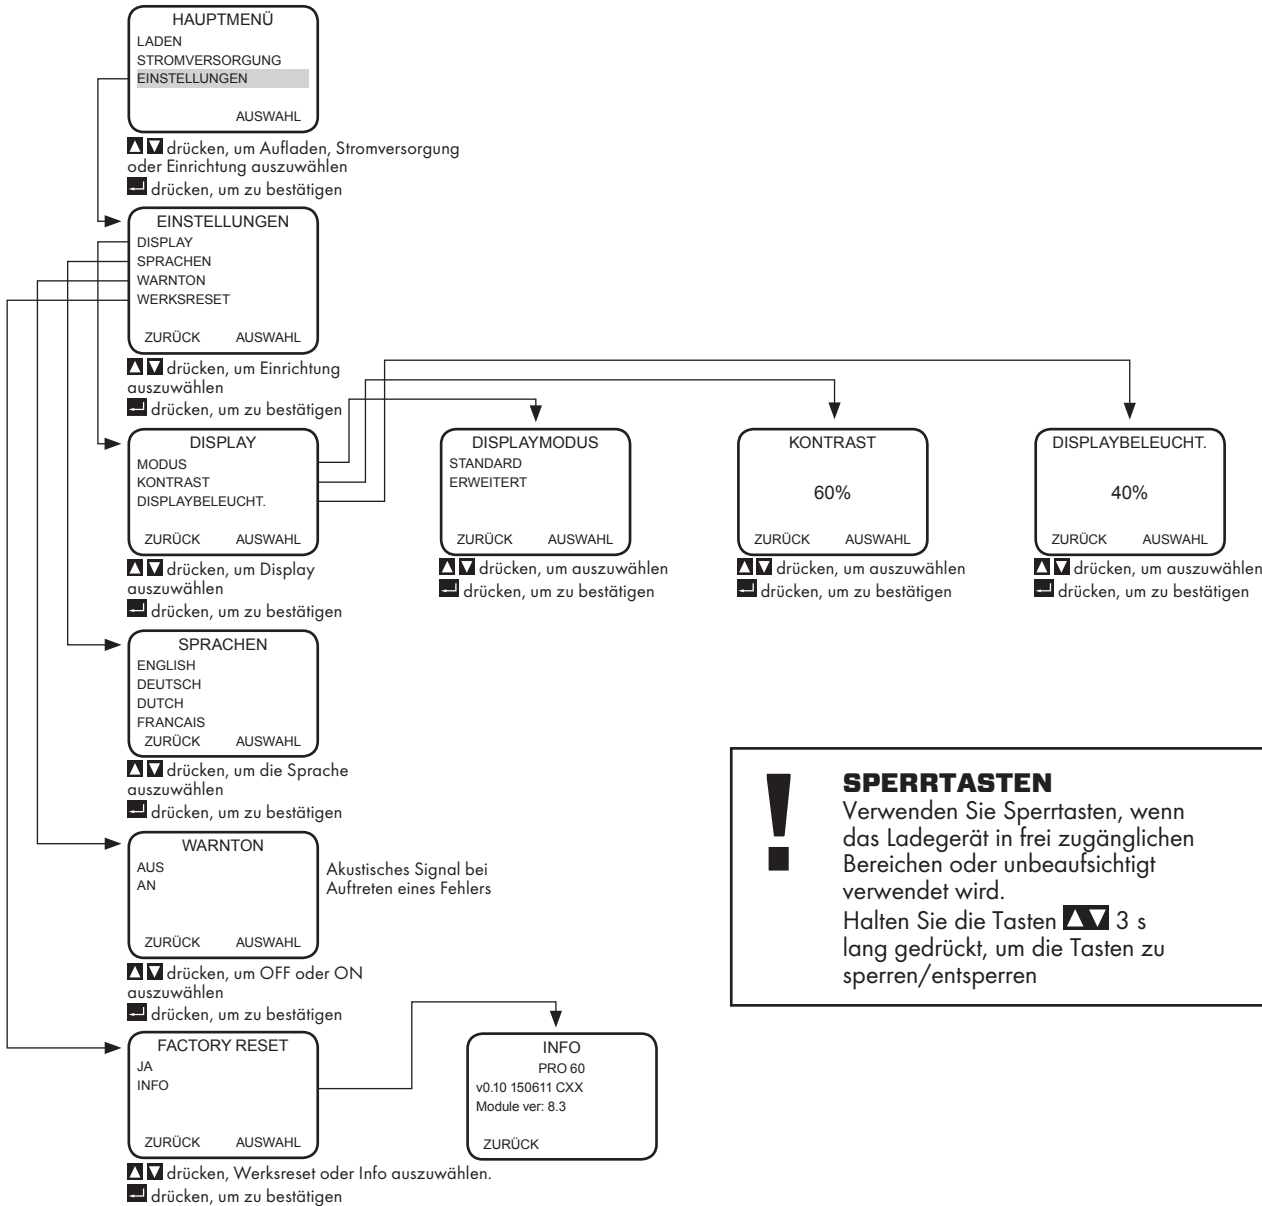 HAUPTMENÜ
LADEN
STROMVERSORGUNG
EINSTELLUNGEN
AUSWAHL
drücken, um Aufladen, Stromversorgung
oder Einrichtung auszuwählen
drücken, um zu bestätigen
EINSTELLUNGEN
DISPLAY
SPRACHEN
WARNTON
WERKSRESET
ZURÜCK AUSWAHL
drücken, um Einrichtung
auszuwählen
drücken, um zu bestätigen
DISPLAY
MODUS
KONTRAST
DISPLAYBELEUCHT.
ZURÜCK AUSWAHL
drücken, um Display
auszuwählen
drücken, um zu bestätigen
DISPLAYMODUS
STANDARD
ERWEITERT
ZURÜCK AUSWAHL
drücken, um auszuwählen
drücken, um zu bestätigen
KONTRAST
60%
ZURÜCK AUSWAHL
drücken, um auszuwählen
drücken, um zu bestätigen
DISPLAYBELEUCHT.
40%
ZURÜCK AUSWAHL
drücken, um auszuwählen
drücken, um zu bestätigen
SPRACHEN
ENGLISH
DEUTSCH
DUTCH
FRANCAIS
ZURÜCK AUSWAHL
drücken, um die Sprache
auszuwählen
drücken, um zu bestätigen
WARNTON
AUS
AN
ZURÜCK AUSWAHL
Akustisches Signal bei
Auftreten eines Fehlers
drücken, um OFF oder ON
auszuwählen
drücken, um zu bestätigen
FACTORY RESET
JA
INFO
ZURÜCK AUSWAHL
drücken, Werksreset oder Info auszuwählen.
drücken, um zu bestätigen
INFO
PRO 60
v0.10 150611 CXX
Module ver: 8.3
ZURÜCK
!
SPERRTASTEN
Verwenden Sie Sperrtasten, wenn
das Ladegerät in frei zugänglichen
Bereichen oder unbeaufsichtigt
verwendet wird.
Halten Sie die Tasten 3 s
lang gedrückt, um die Tasten zu
sperren/entsperren